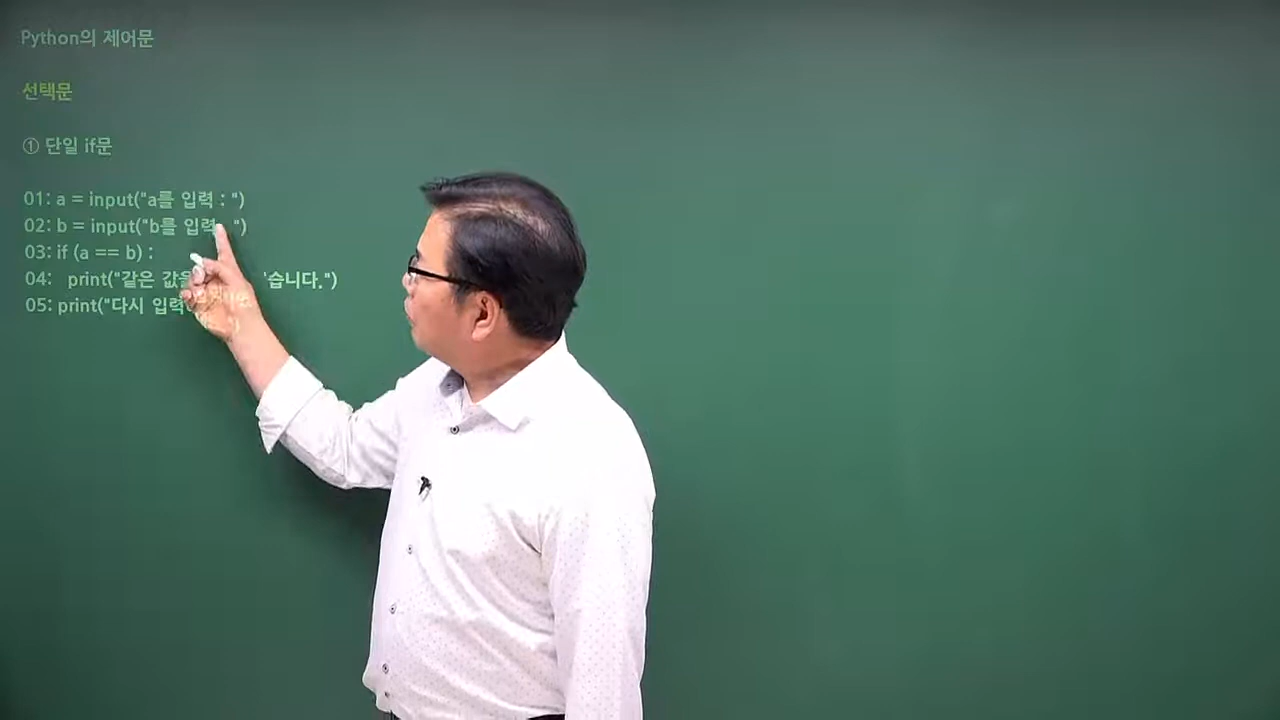 Python의 제어문
선택문
① 단일 if문
01: a = input("a를 입력 : ")
02: b = input("b를 입력 : ")
03: if (a == b) :
04: print("같은 값을 습니다.")
05: print("다시 입력